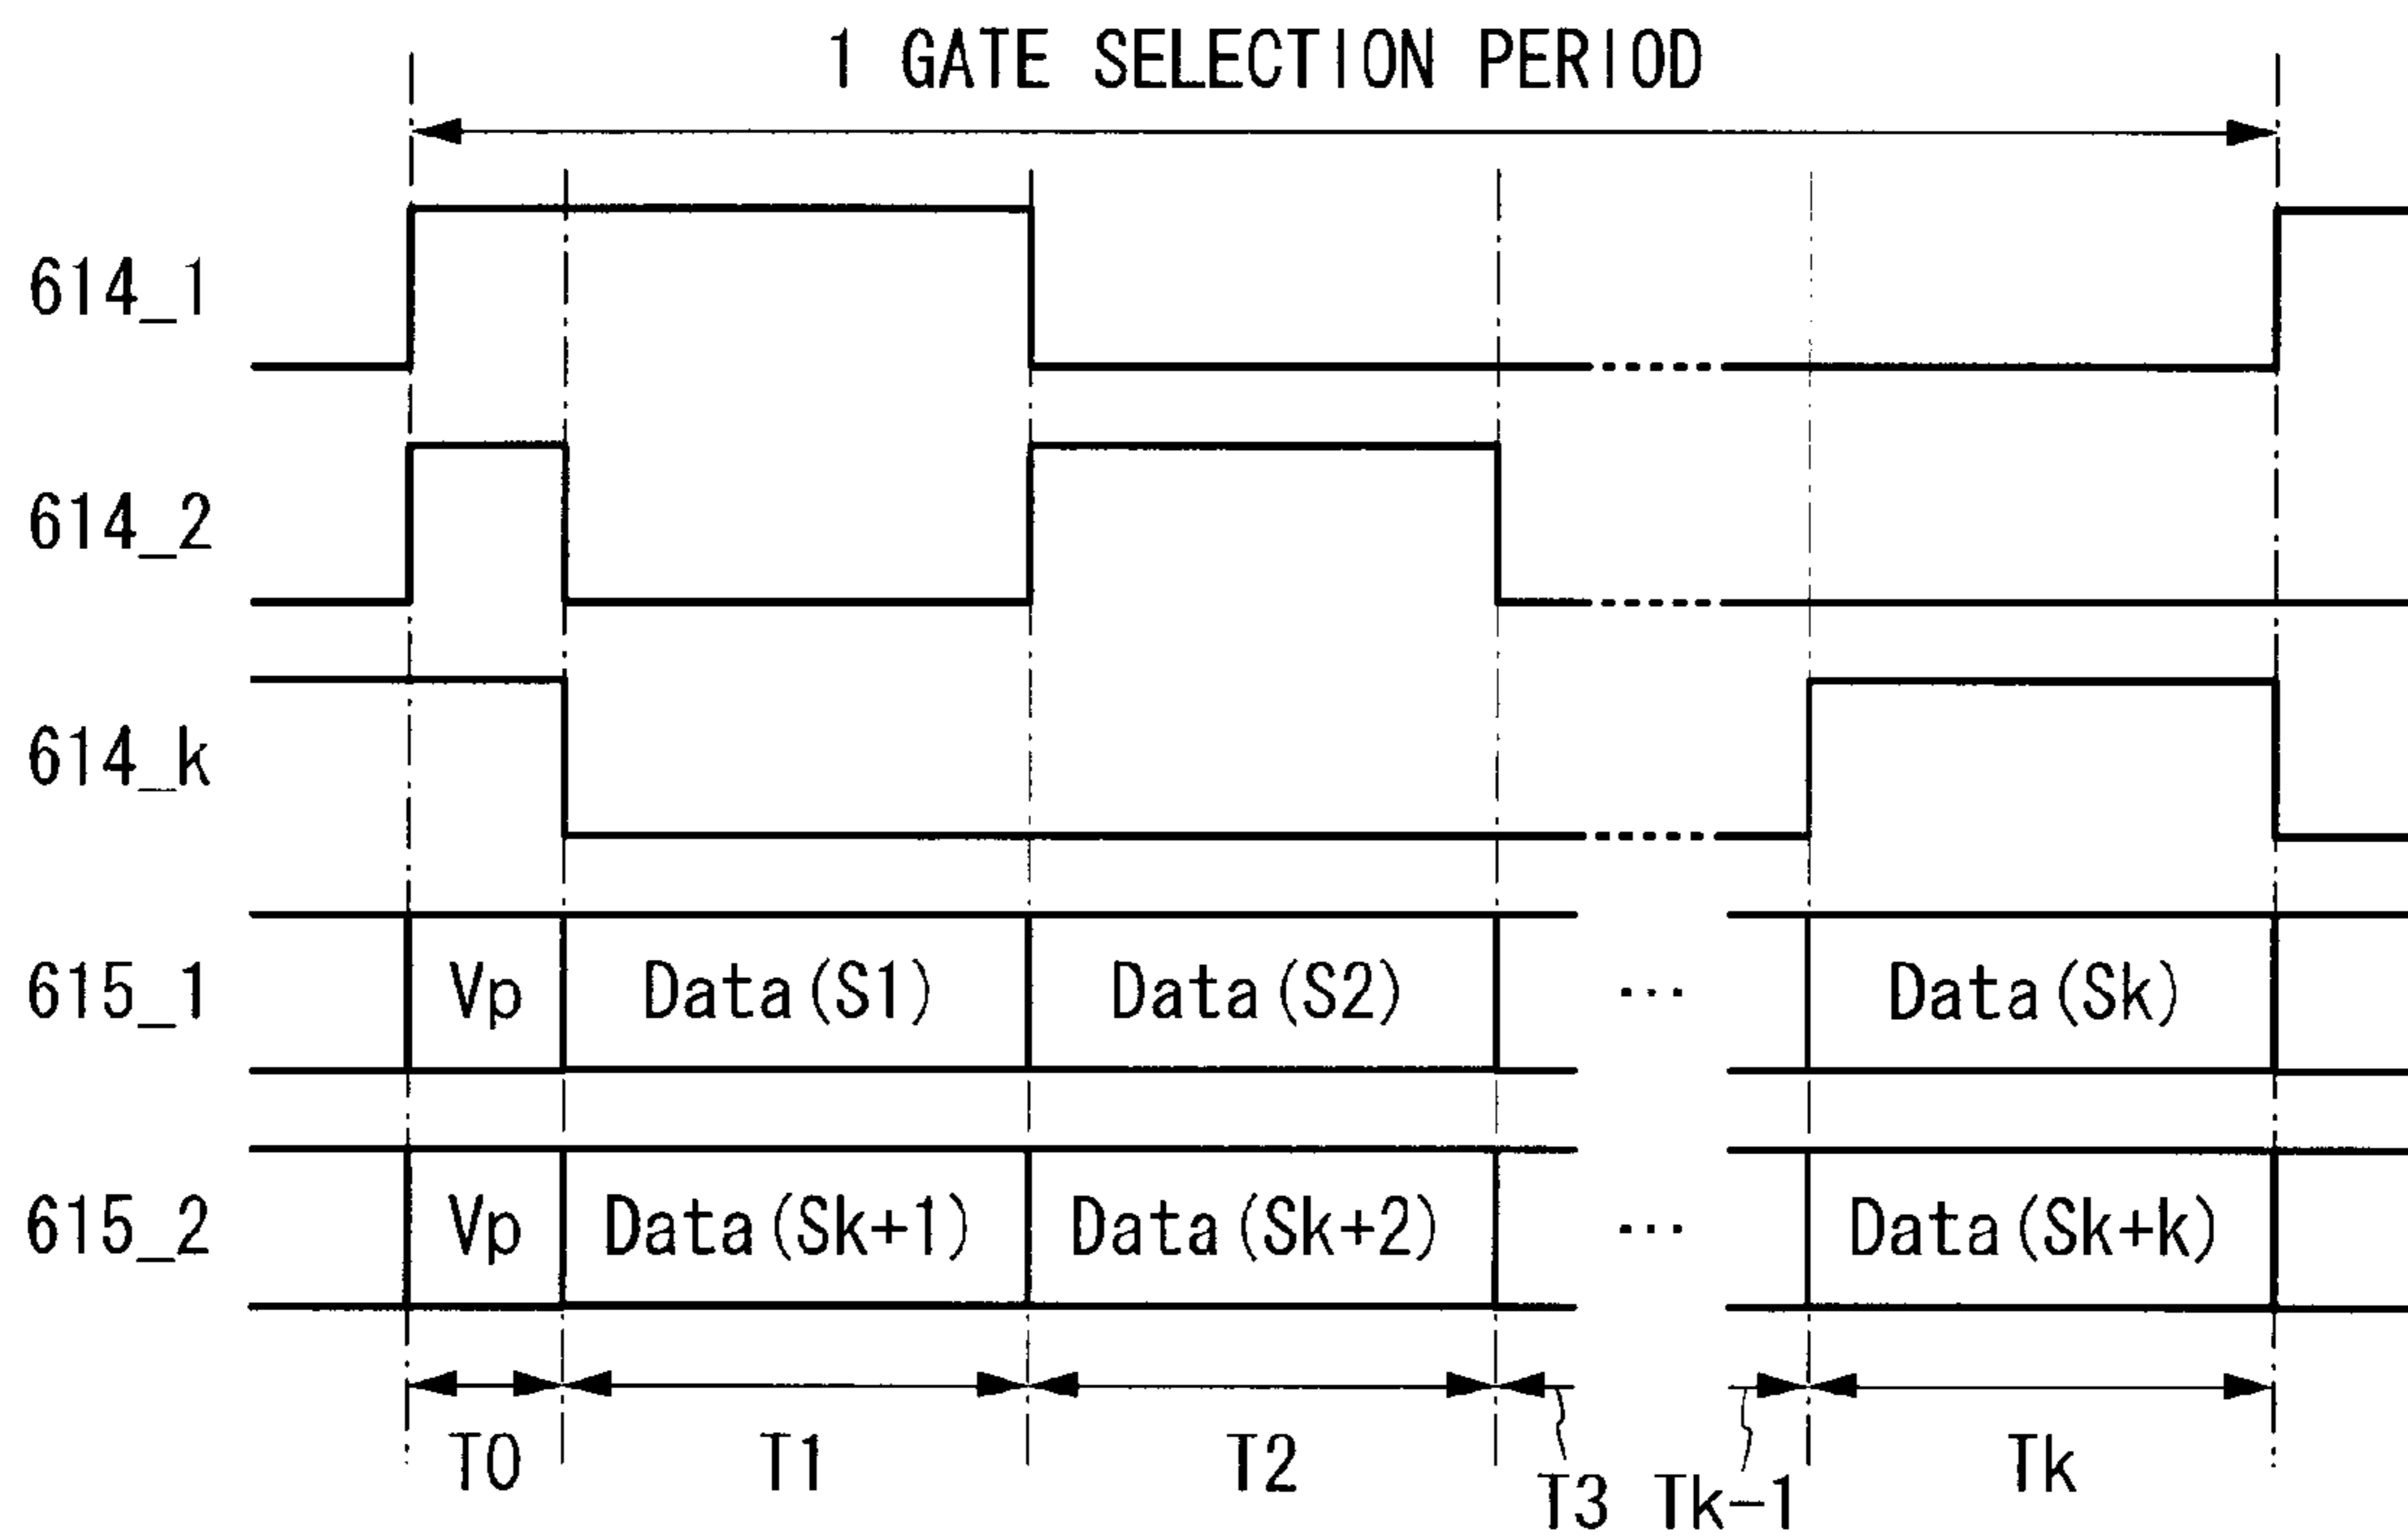 1 GATE SELECTION PERIOD
614_1
614_2
614_k
615_1 Vp Data(S1) Data(S2) ... Data(Sk)
615_2 Vp Data(Sk+1) Data(Sk+2) ... Data(Sk+k)
T0 T1 T2 T3 Tk-1 Tk